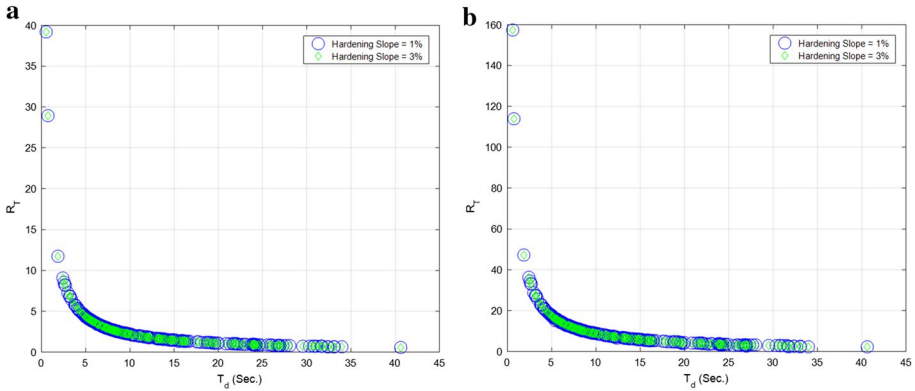 a
40
35
30
25
20
15
10
5
0
R_T
0 5 10 15 20 25 30 35 40 45
T_d (Sec.)
Hardening Slope = 1%
Hardening Slope = 3%
b
160
140
120
100
80
60
40
20
0
R_T
0 5 10 15 20 25 30 35 40 45
T_d (Sec.)
Hardening Slope = 1%
Hardening Slope = 3%